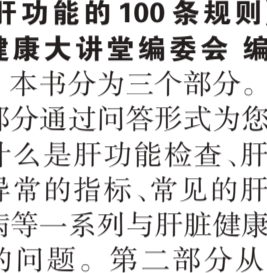 肝功能的100条规则
健康大讲堂编委会 编
本书分为三个部分。
部分通过问答形式为您
什么是肝功能检查、肝
异常的指标、常见的肝
病等一系列与肝脏健康
的问题。第二部分从